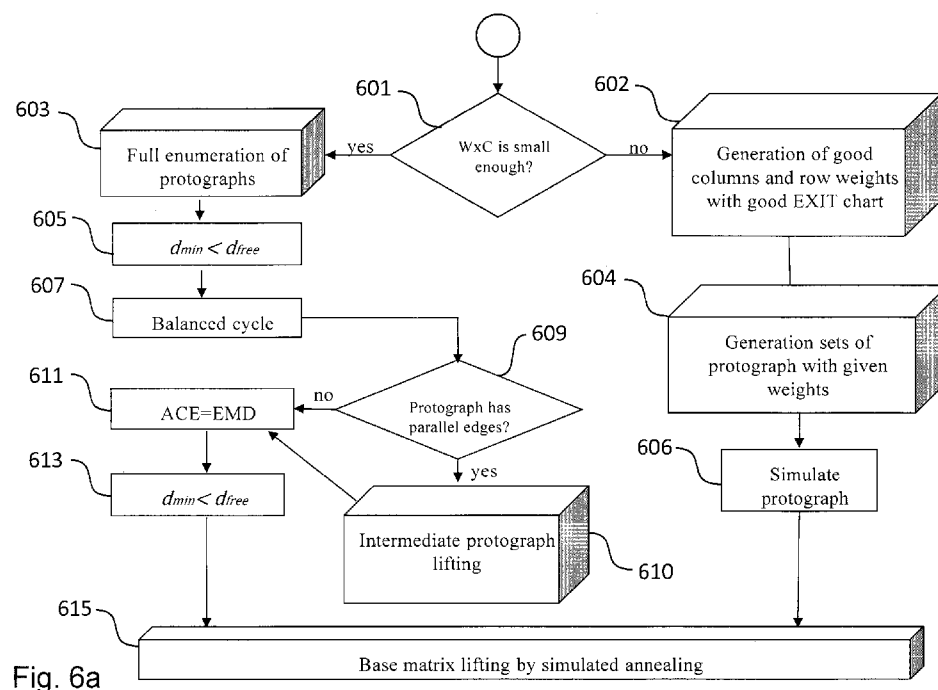 601
WxC is small
enough?
yes
no
603
Full enumeration of
protographs
602
Generation of good
columns and row weights
with good EXIT chart
605
dmin < dfree
607
Balanced cycle
604
Generation sets of
protograph with given
weights
609
Protograph has
parallel edges?
no
yes
611
ACE=EMD
613
dmin < dfree
606
Simulate
protograph
Intermediate protograph
lifting
610
615
Base matrix lifting by simulated annealing
Fig. 6a